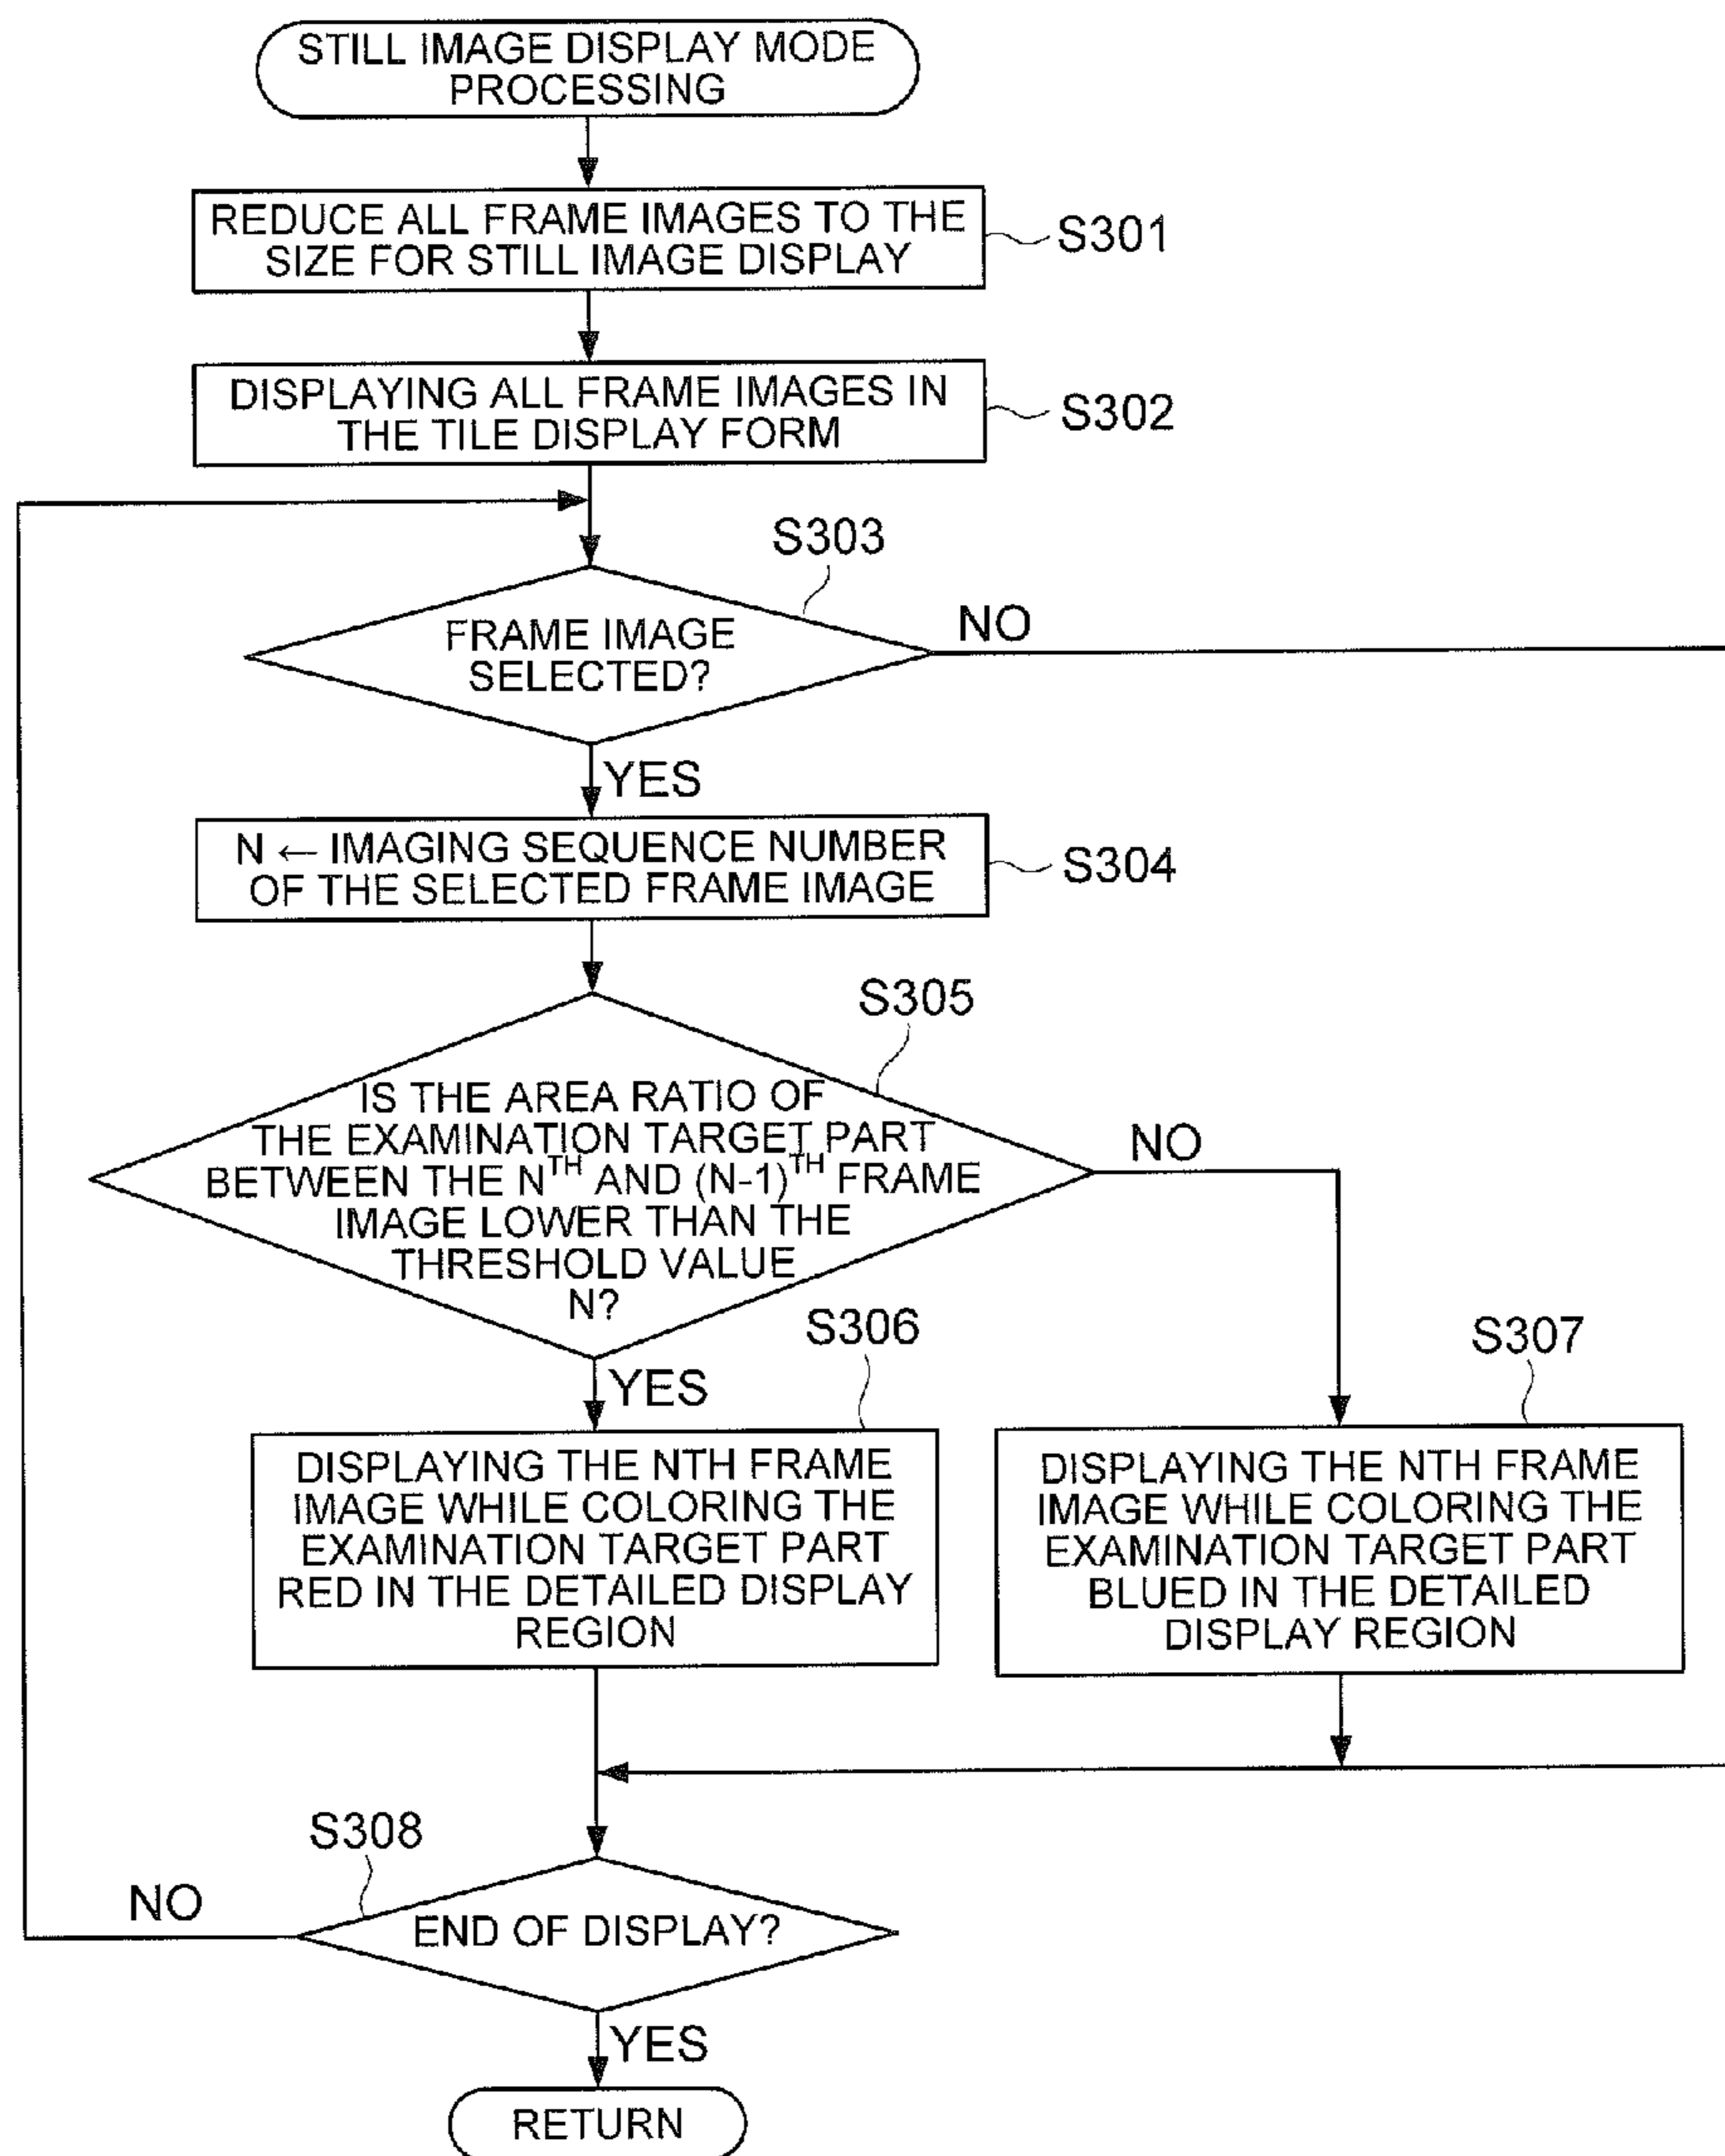 STILL IMAGE DISPLAY MODE
PROCESSING
REDUCE ALL FRAME IMAGES TO THE
SIZE FOR STILL IMAGE DISPLAY
S301
DISPLAYING ALL FRAME IMAGES IN
THE TILE DISPLAY FORM
S302
S303
FRAME IMAGE
SELECTED?
NO
YES
N ← IMAGING SEQUENCE NUMBER
OF THE SELECTED FRAME IMAGE
S304
S305
IS THE AREA RATIO OF
THE EXAMINATION TARGET PART
BETWEEN THE N^TH AND (N-1)^TH FRAME
IMAGE LOWER THAN THE
THRESHOLD VALUE
N?
NO
YES
S306
DISPLAYING THE NTH FRAME
IMAGE WHILE COLORING THE
EXAMINATION TARGET PART
RED IN THE DETAILED DISPLAY
REGION
S307
DISPLAYING THE NTH FRAME
IMAGE WHILE COLORING THE
EXAMINATION TARGET PART
BLUED IN THE DETAILED
DISPLAY REGION
S308
END OF DISPLAY?
NO
YES
RETURN